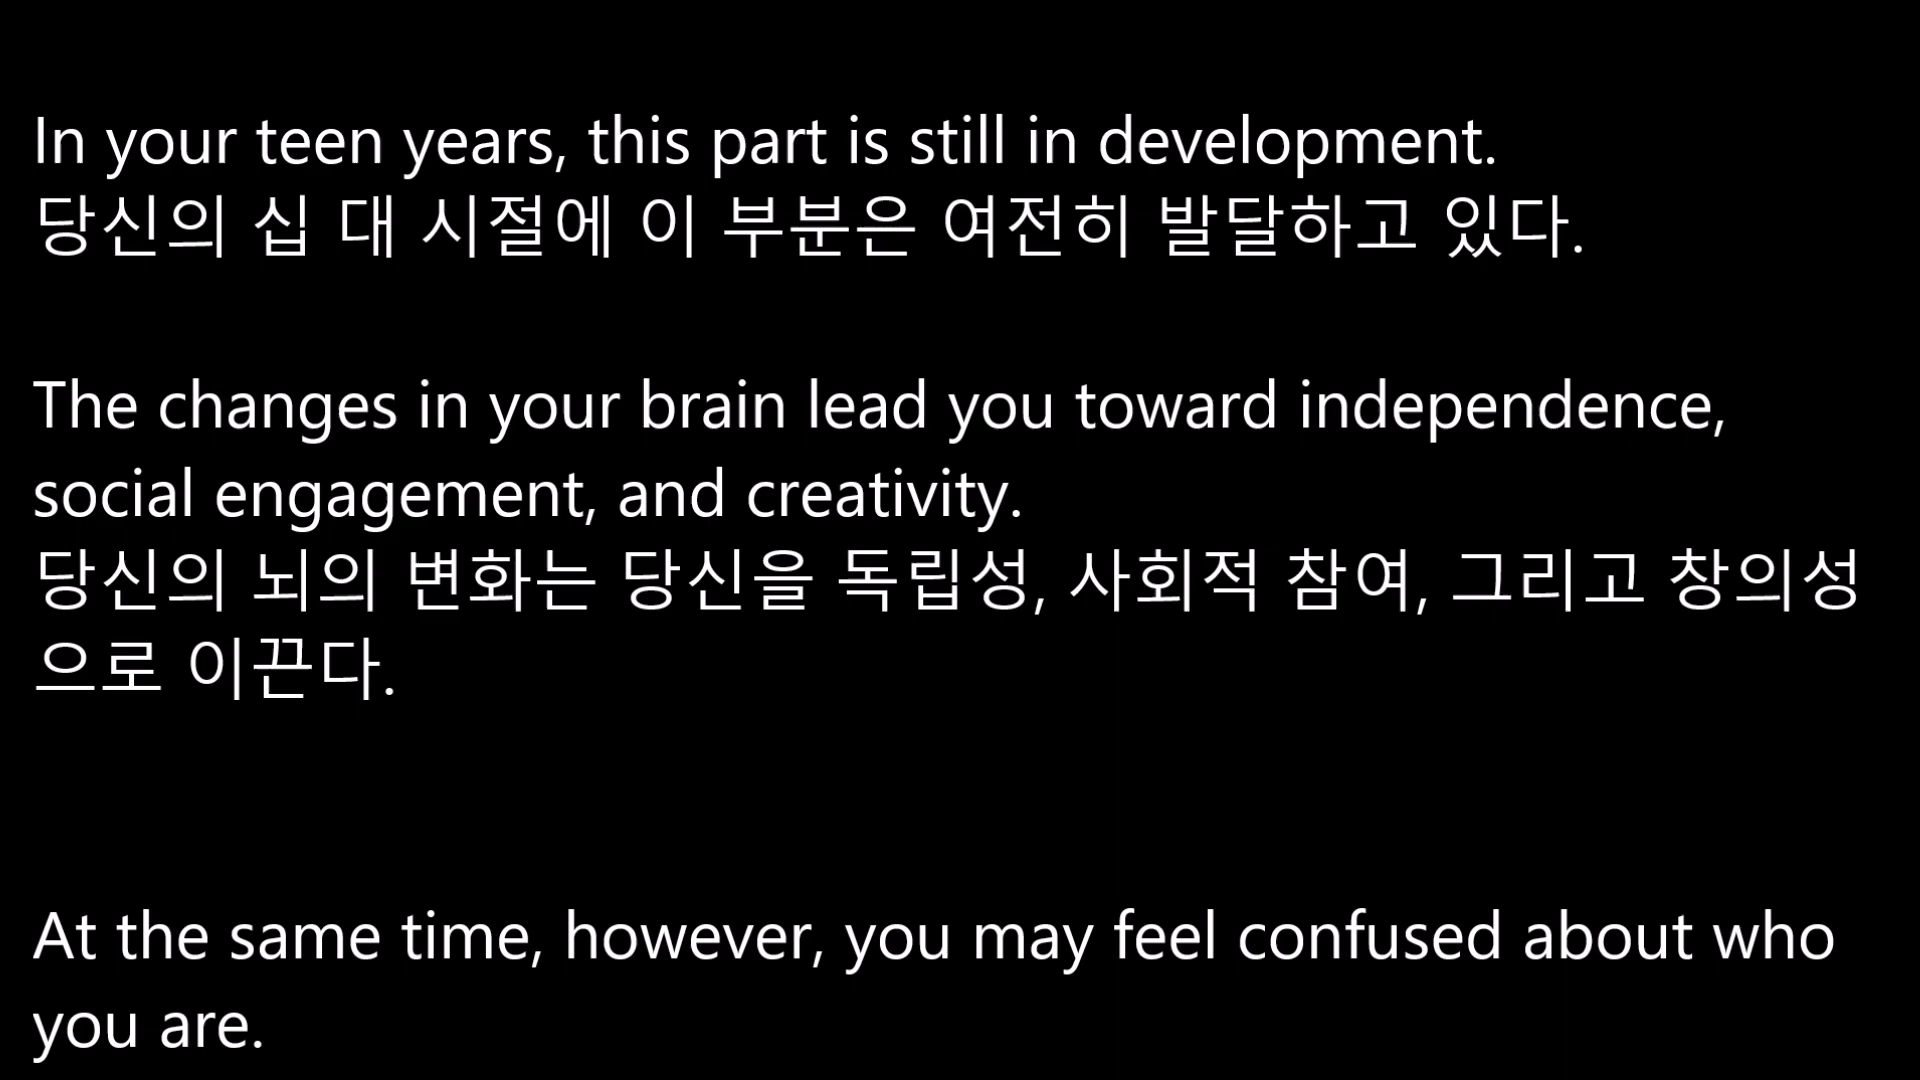 In your teen years, this part is still in development.
당신의 십 대 시절에 이 부분은 여전히 발달하고 있다.
The changes in your brain lead you toward independence,
social engagement, and creativity.
당신의 뇌의 변화는 당신을 독립성, 사회적 참여, 그리고 창의성
으로 이끈다.
At the same time, however, you may feel confused about who
you are.